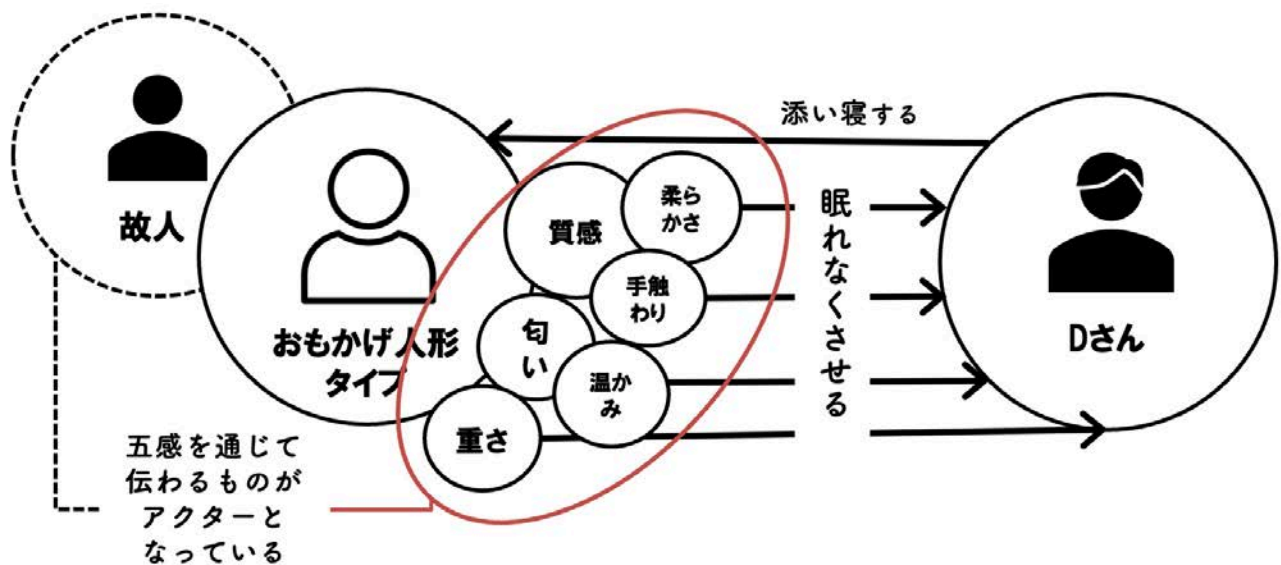 添い寝する
故人
おもかげ人形
タイプ
質感
柔ら
かさ
手触
わり
匂
い
温か
み
重さ
眠れなくさせる
Dさん
五感を通じて
伝わるものが
アクターと
なっている